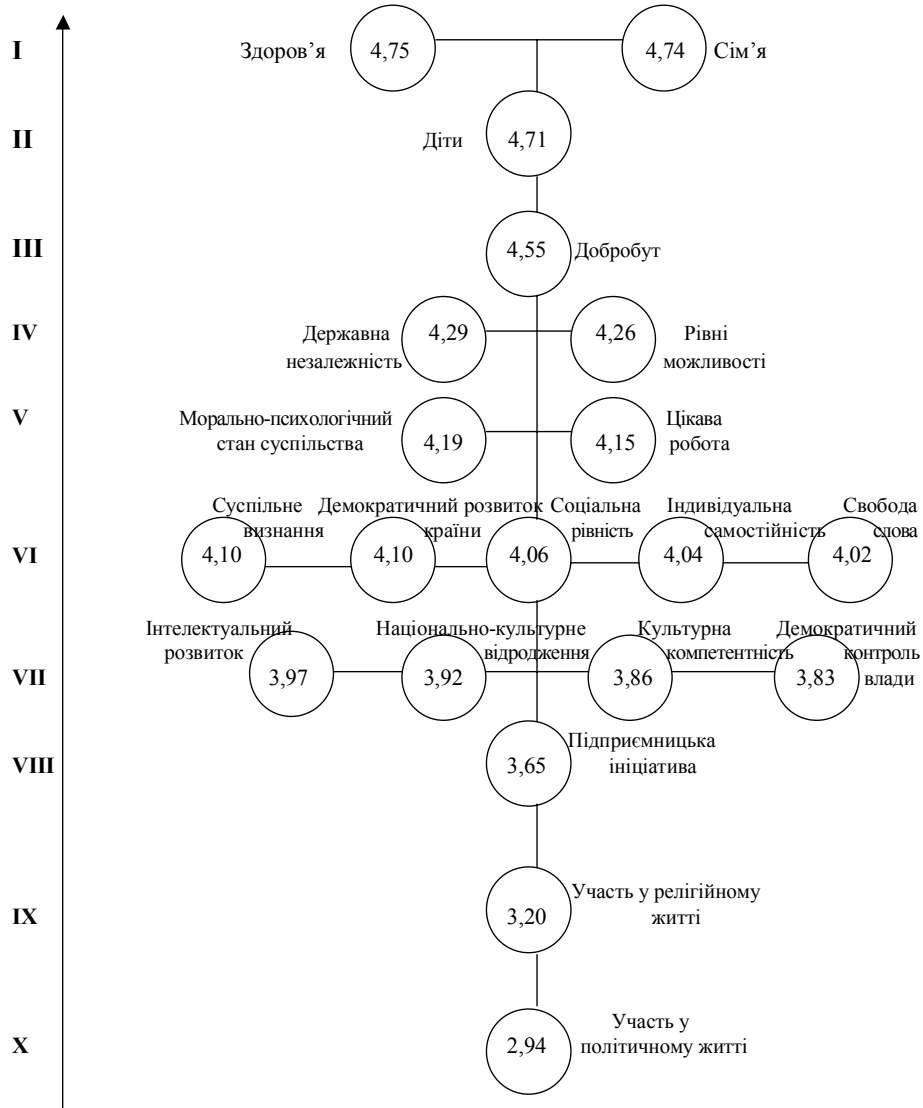 I
Здоров’я
4,75
4,74
Сім’я
II
Діти
4,71
III
4,55
Добробут
IV
Державна
незалежність
4,29
4,26
Рівні
можливості
V
Морально-психологічний
стан суспільства
4,19
4,15
Цікава
робота
VI
Суспільне
визнання
4,10
Демократичний розвиток
країни
4,10
Соціальна
рівність
4,06
Індивідуальна
самостійність
4,04
Свобода
слова
4,02
VII
Інтелектуальний
розвиток
3,97
Національно-культурне
відродження
3,92
Культурна
компетентність
3,86
Демократичний
контроль
влади
3,83
VIII
3,65
Підприємницька
ініціатива
IX
3,20
Участь у релігійному
житті
X
2,94
Участь у
політичному житті